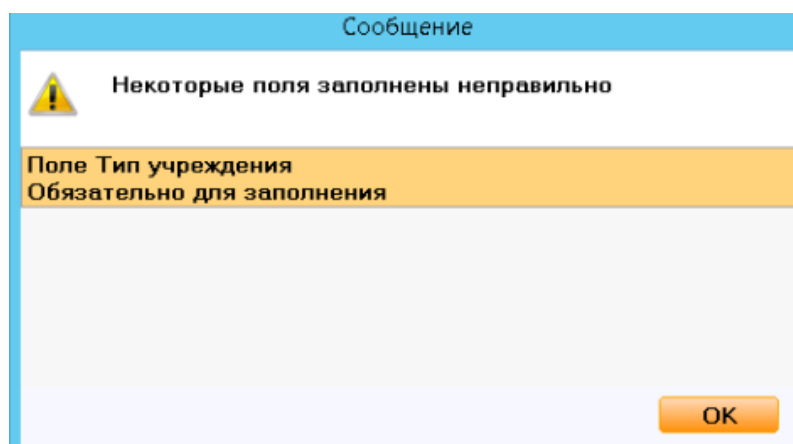 Сообщение
Некоторые поля заполнены неправильно
Поле Тип учреждения
Обязательно для заполнения
OK